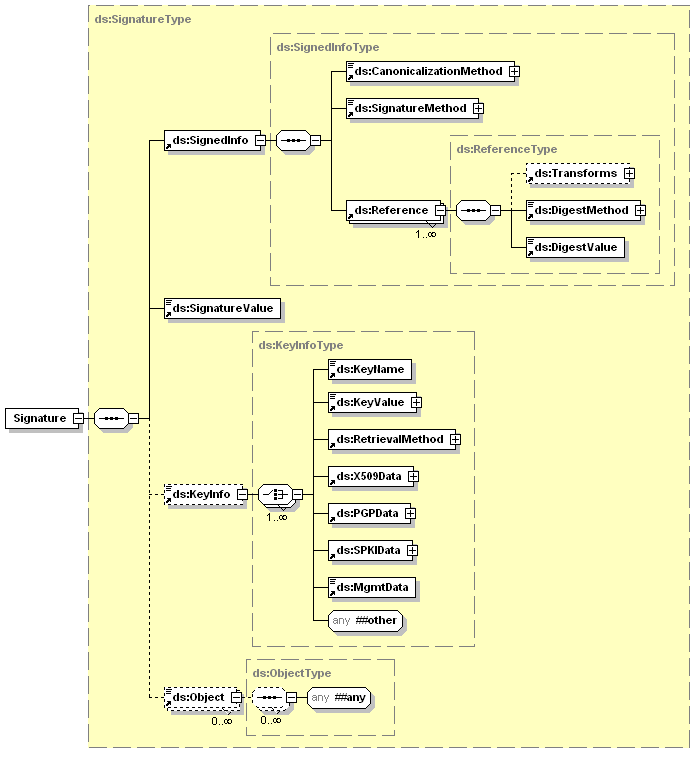 ds:SignatureType
ds:SignedInfoType
ds:CanonicalizationMethod
ds:SignatureMethod
ds:SignedInfo
ds:ReferenceType
ds:Transforms
ds:Reference
1..∞
ds:DigestMethod
ds:DigestValue
ds:SignatureValue
ds:KeyInfoType
ds:KeyName
ds:KeyValue
Signature
ds:RetrievalMethod
ds:X509Data
ds:KeyInfo
1..∞
ds:PGPData
ds:SPKIData
ds:MgmtData
any ##other
ds:ObjectType
ds:Object
0..∞
0..∞
any ##any